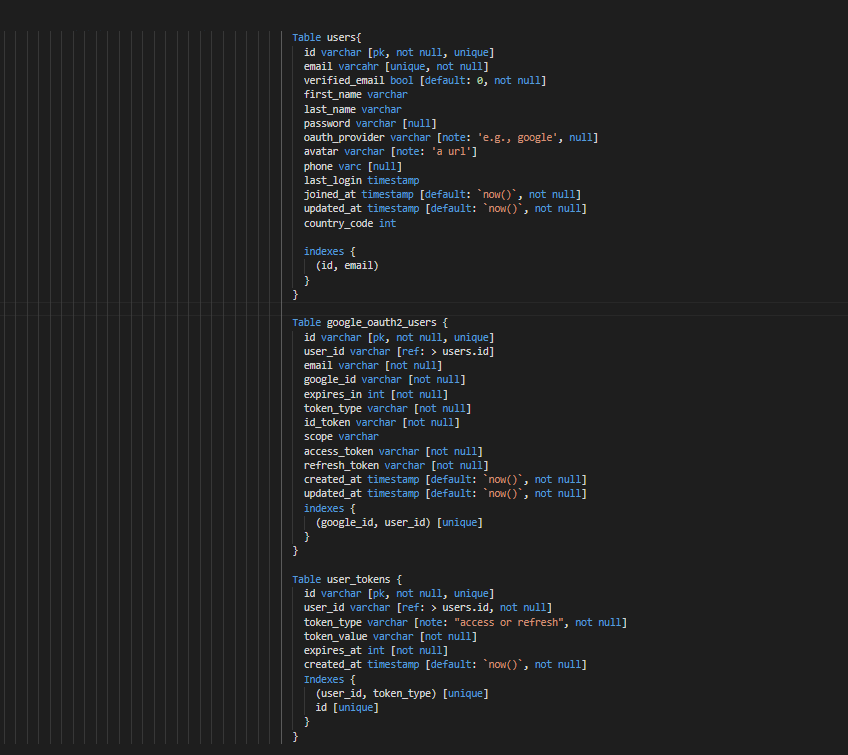 Table users{
id varchar [pk, not null, unique]
email varcahr [unique, not null]
verified_email bool [default: 0, not null]
first_name varchar
last_name varchar
password varchar [null]
oauth_provider varchar [note: 'e.g., google', null]
avatar varchar [note: 'a url']
phone varc [null]
last_login timestamp
joined_at timestamp [default: `now()`, not null]
updated_at timestamp [default: `now()`, not null]
country_code int
indexes {
(id, email)
}
}
Table google_oauth2_users {
id varchar [pk, not null, unique]
user_id varchar [ref: > users.id]
email varchar [not null]
google_id varchar [not null]
expires_in int [not null]
token_type varchar [not null]
id_token varchar [not null]
scope varchar
access_token varchar [not null]
refresh_token varchar [not null]
created_at timestamp [default: `now()`, not null]
updated_at timestamp [default: `now()`, not null]
indexes {
(google_id, user_id) [unique]
}
}
Table user_tokens {
id varchar [pk, not null, unique]
user_id varchar [ref: > users.id, not null]
token_type varchar [note: "access or refresh", not null]
token_value varchar [not null]
expires_at int [not null]
created_at timestamp [default: `now()`, not null]
Indexes {
(user_id, token_type) [unique]
id [unique]
}
}